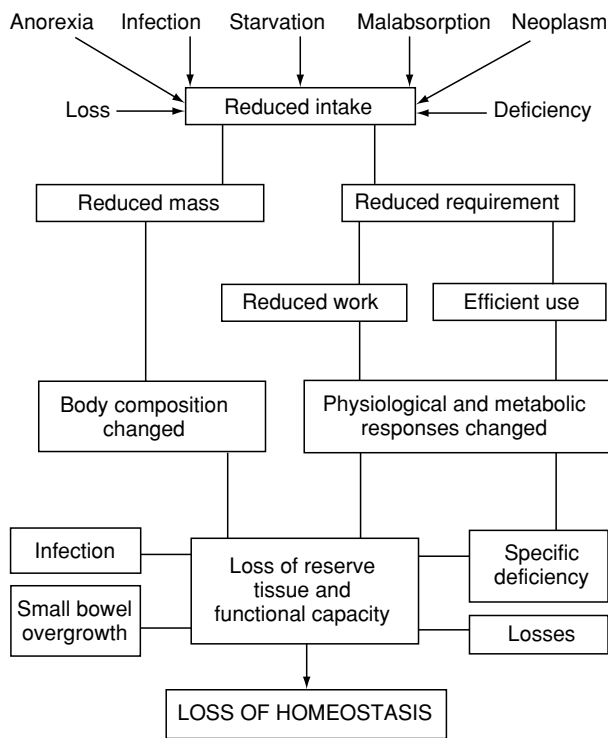 Anorexia Infection Starvation Malabsorption Neoplasm
Loss
Reduced intake
Deficiency
Reduced mass
Reduced requirement
Reduced work
Efficient use
Body composition
changed
Physiological and metabolic
responses changed
Infection
Loss of reserve
tissue and
functional capacity
Specific
deficiency
Small bowel
overgrowth
Losses
LOSS OF HOMEOSTASIS